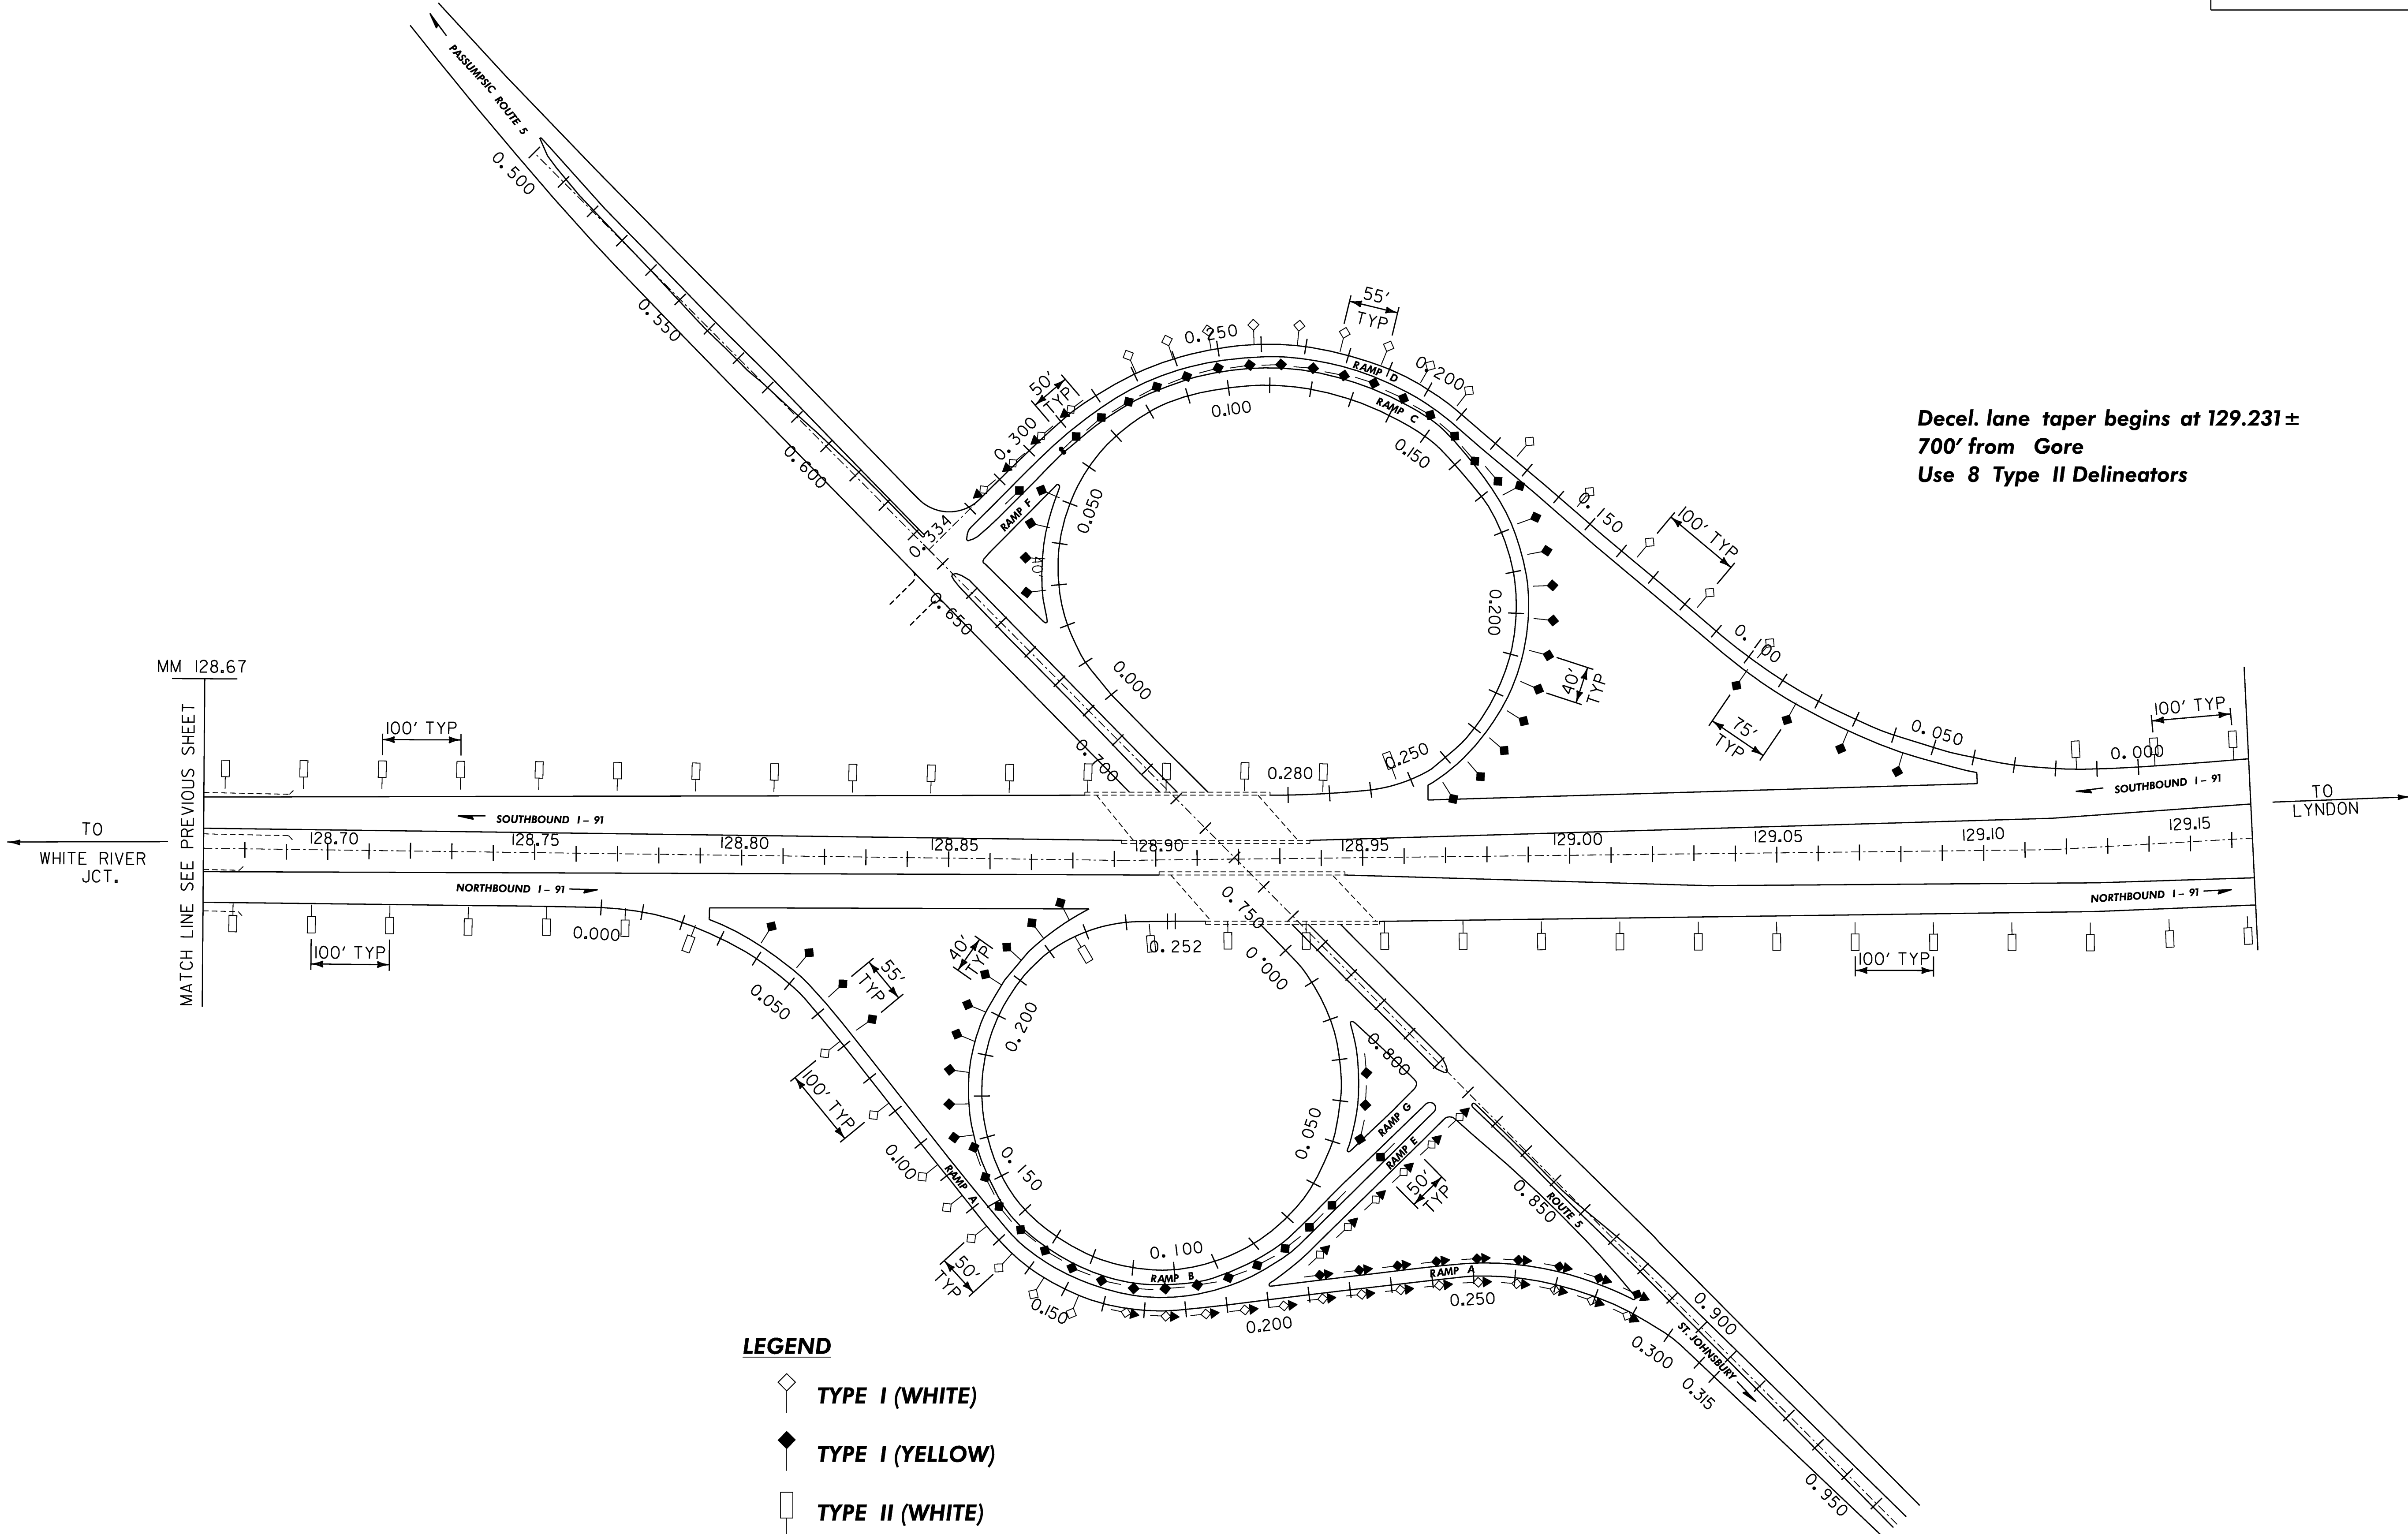 PASSUMPSIC ROUTE 5
0.500
0.550
0.600
0.650
0.700
0.750
0.800
0.850
0.900
0.950
55'
TYP
0.250
0.200
50'
TYP
0.300
0.334
RAMP D
RAMP C
RAMP F
0.100
0.150
0.050
40'
0.200
0.000
0.250
0.280
40'
TYP
0.150
100' TYP
0.100
75'
TYP
0.050
0.000
100' TYP
Decel. lane taper begins at 129.231±
700' from Gore
Use 8 Type II Delineators
MM 128.67
MATCH LINE SEE PREVIOUS SHEET
100' TYP
SOUTHBOUND I-91
SOUTHBOUND I-91
TO
WHITE RIVER
JCT.
TO
LYNDON
128.70
128.75
128.80
128.85
128.90
128.95
129.00
129.05
129.10
129.15
NORTHBOUND I-91
NORTHBOUND I-91
100' TYP
100' TYP
0.000
0.050
55'
TYP
100' TYP
0.100
RAMP A
50'
TYP
0.150
0.200
0.250
0.300
0.315
40'
TYP
0.252
0.000
0.050
0.100
0.150
0.200
RAMP B
RAMP G
RAMP E
50'
TYP
RAMP A
ROUTE 5
ST. JOHNSBURY
LEGEND
TYPE I (WHITE)
TYPE I (YELLOW)
TYPE II (WHITE)